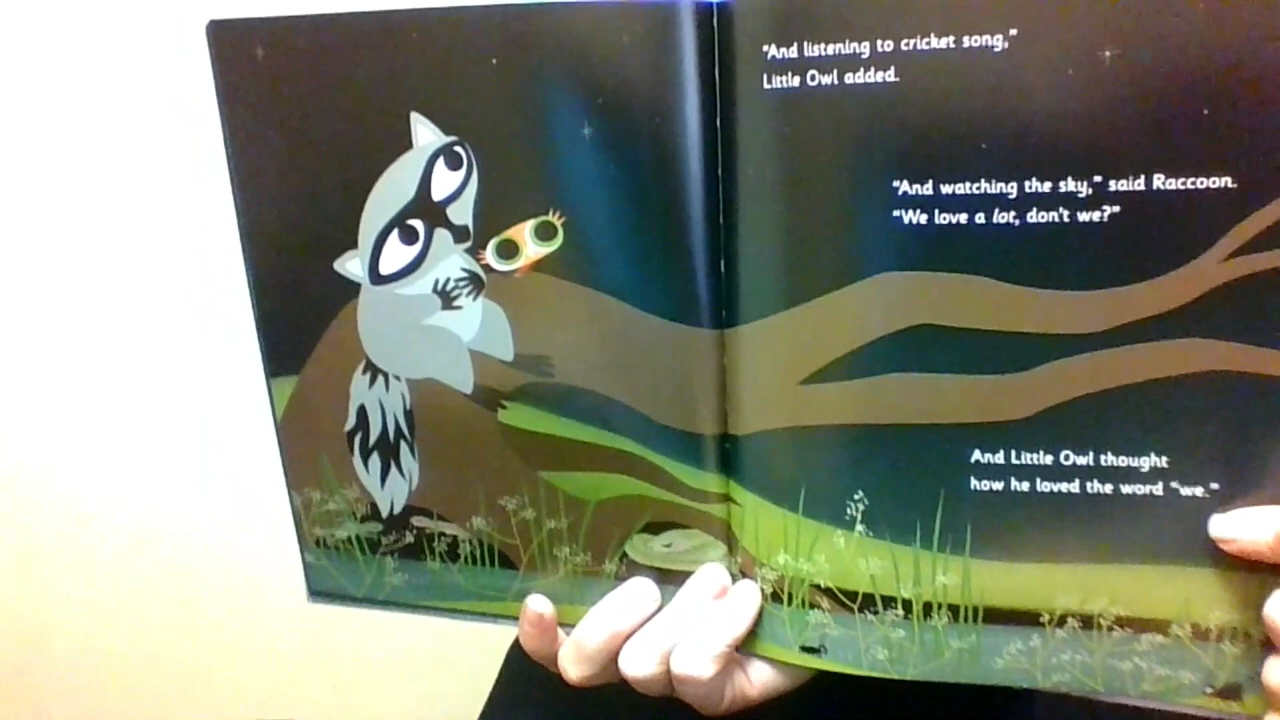 “And listening to cricket song,”
Little Owl added.
“And watching the sky,” said Raccoon.
“We love a lot, don't we?”
And Little Owl thought
how he loved the word “we.”